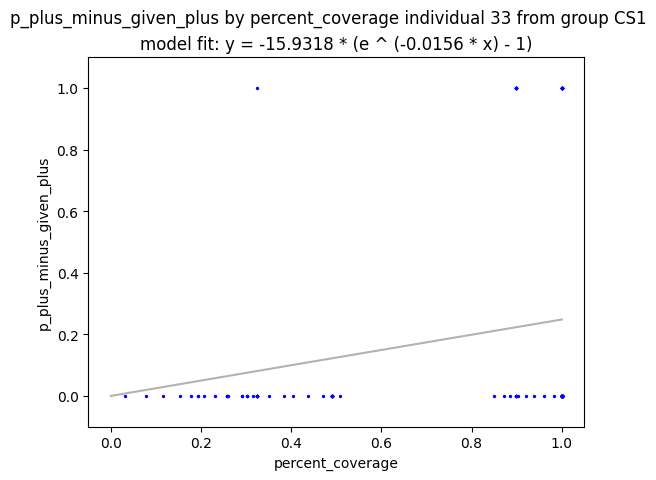 p_plus_minus_given_plus by percent_coverage individual 33 from group CS1
model fit: y = -15.9318 * (e ^ (-0.0156 * x) - 1)
1.0
0.8
0.6
0.4
0.2
0.0
p_plus_minus_given_plus
0.0 0.2 0.4 0.6 0.8 1.0
percent_coverage